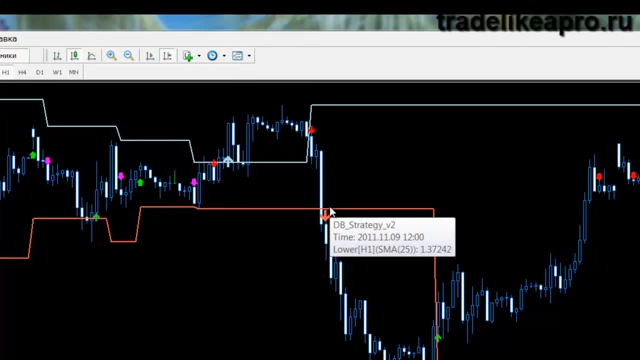 tradelikeapro.ru
авка
ники
H1 H4 D1 W1 MN
DB_Strategy_v2
Time: 2011.11.09 12:00
Lower[H1](SMA(25)): 1.37242